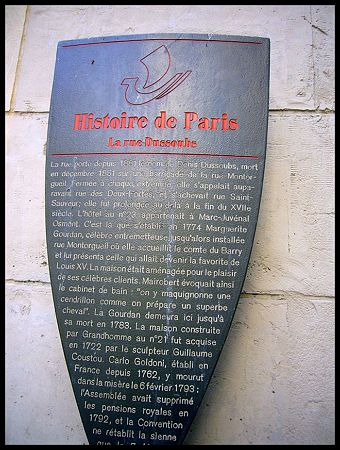 Histoire de Paris
La rue Dussoubs
La rue porte depuis 1881 le nom de Denis Dussoubs, mort
en décembre 1851 sur une barricade de la rue Montor-
gueil. Fermée à chaque extrémité, elle s'appelait aupa-
ravant rue des Deux-Portes, et s'achevait rue Saint-
Sauveur; elle fut prolongée au-delà à la fin du XVIIe
siècle. L'hôtel au n°23 appartenait à Marc-Juvénal
Osmont. C'est là que s'établit en 1774 Marguerite
Gourdan, célèbre entremetteuse jusqu'alors installée
rue Montorgueil où elle accueillit le comte du Barry
et lui présenta celle qui allait devenir la favorite de
Louis XV. La maison était aménagée pour le plaisir
de ses célèbres clients. Mairobert évoquait ainsi
le cabinet de bain : "on y maquignonne une
cendrillon comme on prépare un superbe
cheval". La Gourdan demeura ici jusqu'à
sa mort en 1783. La maison construite
par Grandhomme au n°21 fut acquise
en 1722 par le sculpteur Guillaume
Coustou. Carlo Goldoni, établi en
France depuis 1762, y mourut
dans la misère le 6 février 1793 :
l'Assemblée avait supprimé
les pensions royales en
1792, et la Convention
ne rétablit la sienne
que le